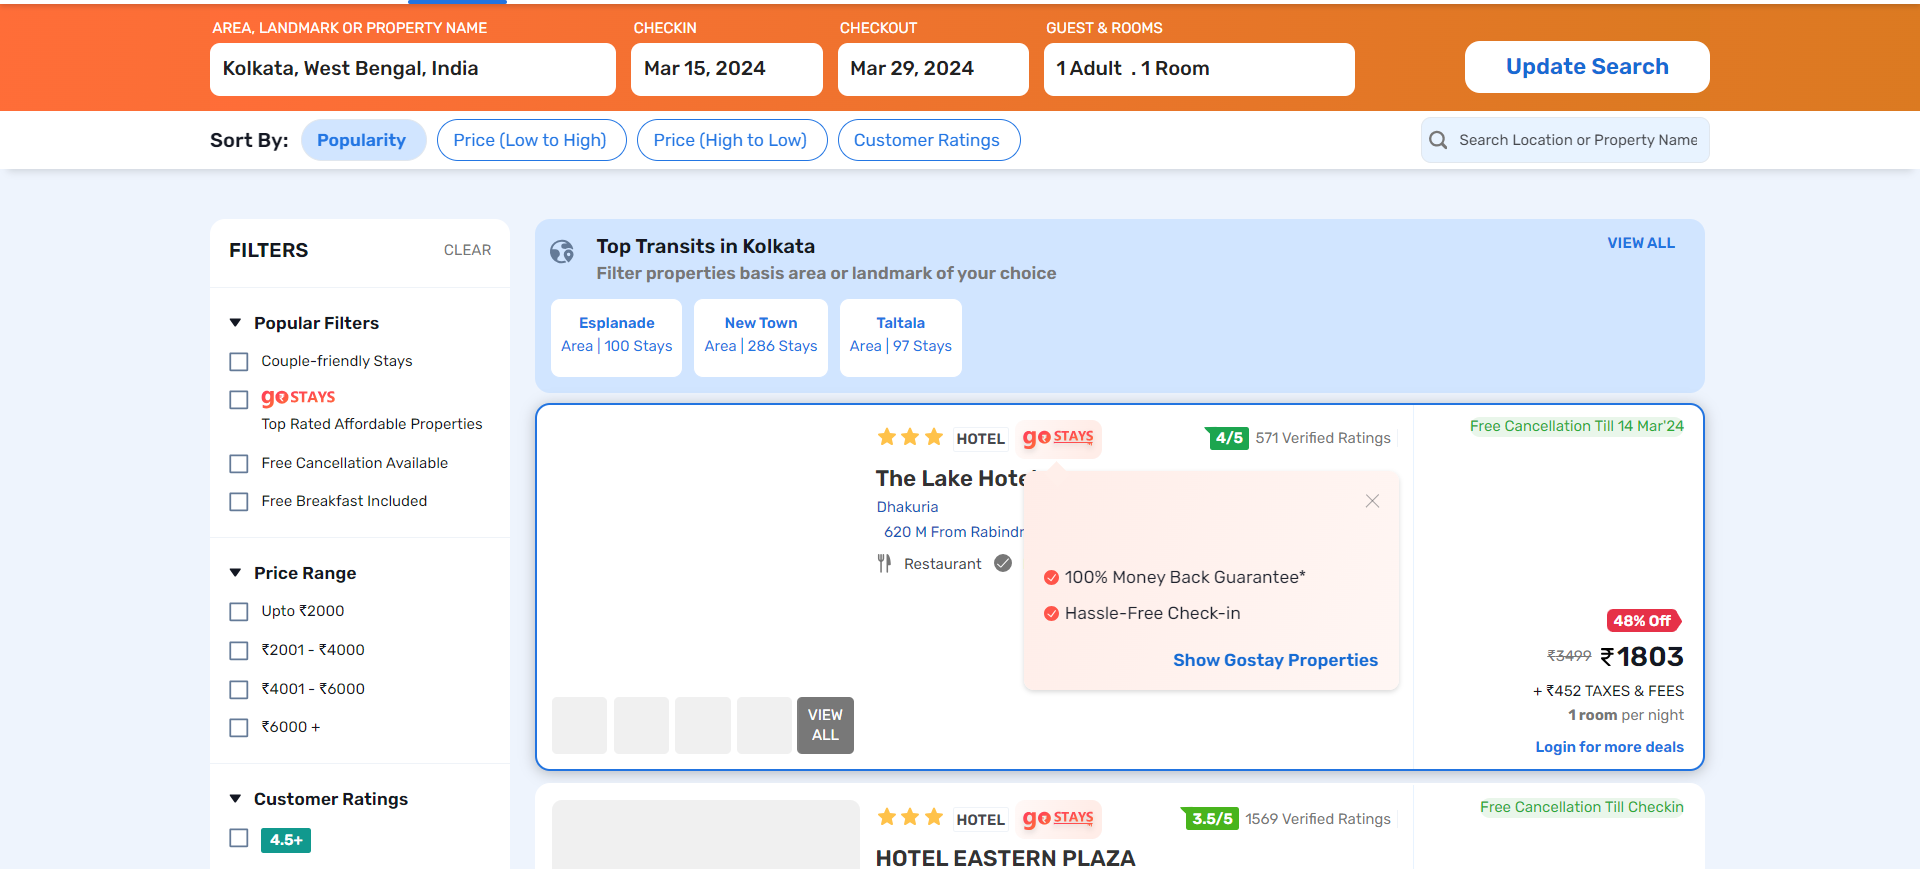 AREA, LANDMARK OR PROPERTY NAME
Kolkata, West Bengal, India
CHECKIN
Mar 15, 2024
CHECKOUT
Mar 29, 2024
GUEST & ROOMS
1 Adult . 1 Room
Update Search
Sort By:
Popularity
Price (Low to High)
Price (High to Low)
Customer Ratings
Search Location or Property Name
FILTERS
CLEAR
Popular Filters
Couple-friendly Stays
go STAYS
Top Rated Affordable Properties
Free Cancellation Available
Free Breakfast Included
Price Range
Upto ₹2000
₹2001 - ₹4000
₹4001 - ₹6000
₹6000 +
Customer Ratings
4.5+
Top Transits in Kolkata
Filter properties basis area or landmark of your choice
VIEW ALL
Esplanade
Area | 100 Stays
New Town
Area | 286 Stays
Taltala
Area | 97 Stays
HOTEL
go STAYS
4/5
571 Verified Ratings
The Lake Hote
Dhakuria
620 M From Rabindr
Restaurant
100% Money Back Guarantee*
Hassle-Free Check-in
Show Gostay Properties
VIEW
ALL
Free Cancellation Till 14 Mar'24
48% Off
₹3499 ₹1803
+ ₹452 TAXES & FEES
1 room per night
Login for more deals
HOTEL
go STAYS
3.5/5
1569 Verified Ratings
HOTEL EASTERN PLAZA
Free Cancellation Till Checkin